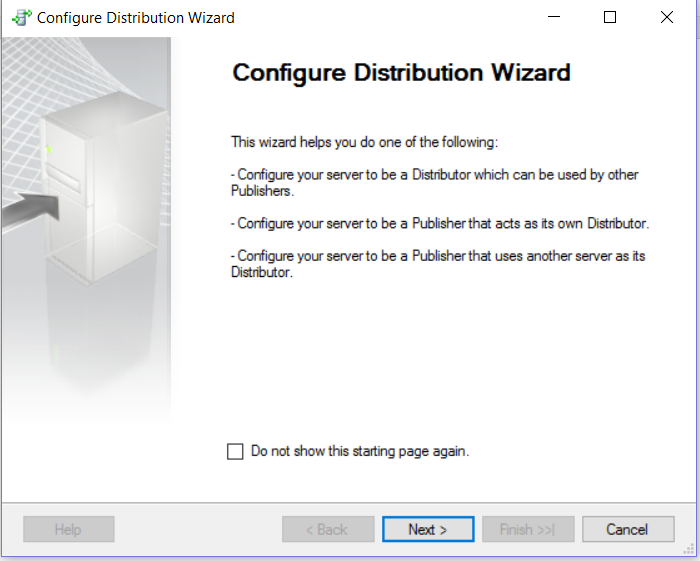 Configure Distribution Wizard
Configure Distribution Wizard
This wizard helps you do one of the following:
- Configure your server to be a Distributor which can be used by other
Publishers.
- Configure your server to be a Publisher that acts as its own Distributor.
- Configure your server to be a Publisher that uses another server as its
Distributor.
Do not show this starting page again.
Help < Back Next > Finish >>| Cancel